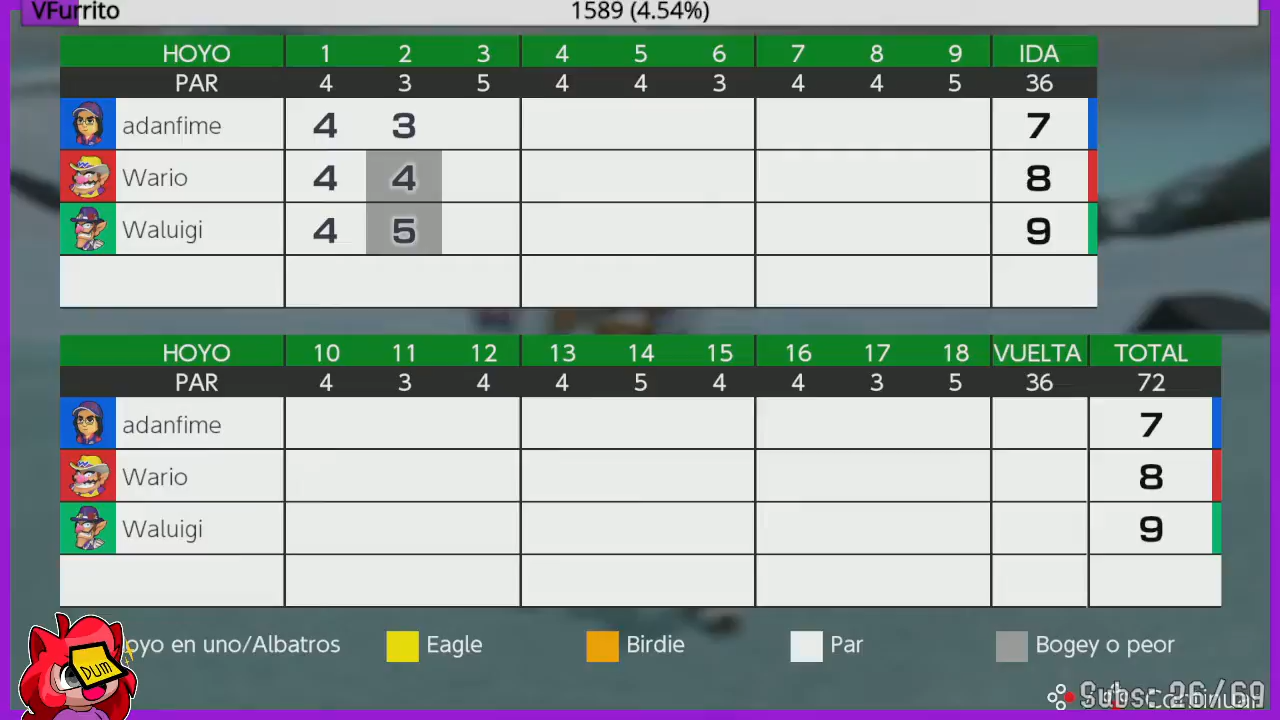 VFurrito 1589 (4.54%)
HOYO 1 2 3 4 5 6 7 8 9 IDA
PAR 4 3 5 4 4 3 4 4 5 36
adanfime 4 3 7
Wario 4 4 8
Waluigi 4 5 9
HOYO 10 11 12 13 14 15 16 17 18 VUELTA TOTAL
PAR 4 3 4 4 5 4 4 3 5 36 72
adanfime 7
Wario 8
Waluigi 9
oyo en uno/Albatros Eagle Birdie Par Bogey o peor
DUM
Subs: 26/69